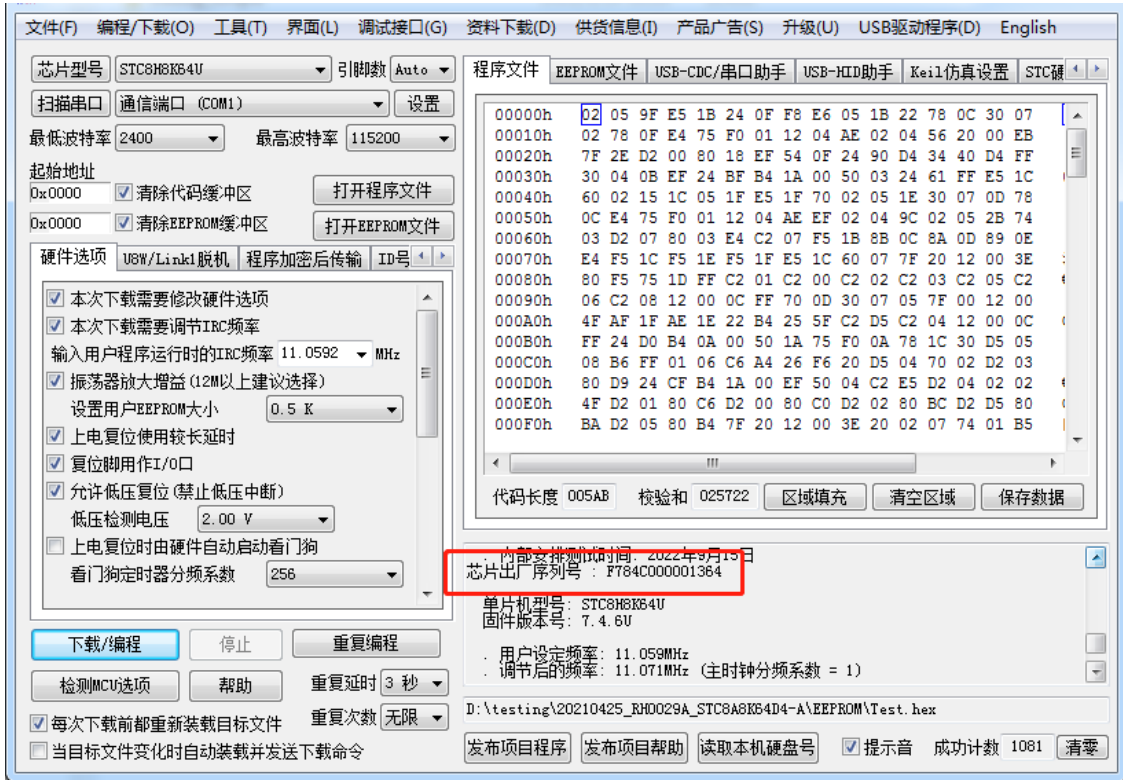 文件(F) 编程/下载(O) 工具(T) 界面(L) 调试接口(G) 资料下载(D) 供货信息(I) 产品广告(S) 升级(U) USB驱动程序(D) English
芯片型号 STC8H8K64U 引脚数 Auto
扫描串口 通信端口 (COM1) 设置
最低波特率 2400 最高波特率 115200
起始地址
0x0000 清除代码缓冲区 打开程序文件
0x0000 清除EEPROM缓冲区 打开EEPROM文件
硬件选项 U8W/Link1脱机 程序加密后传输 ID号
本次下载需要修改硬件选项
本次下载需要调节IRC频率
输入用户程序运行时的IRC频率 11.0592 MHz
振荡器放大增益(12M以上建议选择)
设置用户EEPROM大小 0.5 K
上电复位使用较长延时
复位脚用作I/O口
允许低压复位(禁止低压中断)
低压检测电压 2.00 V
上电复位时由硬件自动启动看门狗
看门狗定时器分频系数 256
下载/编程 停止 重复编程
检测MCU选项 帮助 重复延时 3 秒
每次下载前都重新装载目标文件 重复次数 无限
当目标文件变化时自动装载并发送下载命令
程序文件 EEPROM文件 USB-CDC/串口助手 USB-HID助手 Keil仿真设置 STC硬
00000h 02 05 9F E5 1B 24 0F F8 E6 05 1B 22 78 0C 30 07
00010h 02 78 0F E4 75 F0 01 12 04 AE 02 04 56 20 00 EB
00020h 7F 2E D2 00 80 18 EF 54 0F 24 90 D4 34 40 D4 FF
00030h 30 04 0B EF 24 BF B4 1A 00 50 03 24 61 FF E5 1C
00040h 60 02 15 1C 05 1F E5 1F 70 02 05 1E 30 07 0D 78
00050h 0C E4 75 F0 01 12 04 AE EF 02 04 9C 02 05 2B 74
00060h 03 D2 07 80 03 E4 C2 07 F5 1B 8B 0C 8A 0D 89 0E
00070h E4 F5 1C F5 1E F5 1F E5 1C 60 07 7F 20 12 00 3E
00080h 80 F5 75 1D FF C2 01 C2 00 C2 02 C2 03 C2 05 C2
00090h 06 C2 08 12 00 0C FF 70 0D 30 07 05 7F 00 12 00
000A0h 4F AF 1F AE 1E 22 B4 25 5F C2 D5 C2 04 12 00 0C
000B0h FF 24 D0 B4 0A 00 50 1A 75 F0 0A 78 1C 30 D5 05
000C0h 08 B6 FF 01 06 C6 A4 26 F6 20 D5 04 70 02 D2 03
000D0h 80 D9 24 CF B4 1A 00 EF 50 04 C2 E5 D2 04 02 02
000E0h 4F D2 01 80 C6 D2 00 80 C0 D2 02 80 BC D2 D5 80
000F0h BA D2 05 80 B4 7F 20 12 00 3E 20 02 07 74 01 B5
代码长度 005AB 校验和 025722 区域填充 清空区域 保存数据
. 内部安排测试时间: 2022年9月15日
芯片出厂序列号 : F784C000001364
单片机型号: STC8H8K64U
固件版本号: 7.4.6U
. 用户设定频率: 11.059MHz
. 调节后的频率: 11.071MHz (主时钟分频系数 = 1)
D:\testing\20210425_RH0029A_STC8A8K64D4-A\EEPROM\Test.hex
发布项目程序 发布项目帮助 读取本机硬盘号 提示音 成功计数 1081 清零